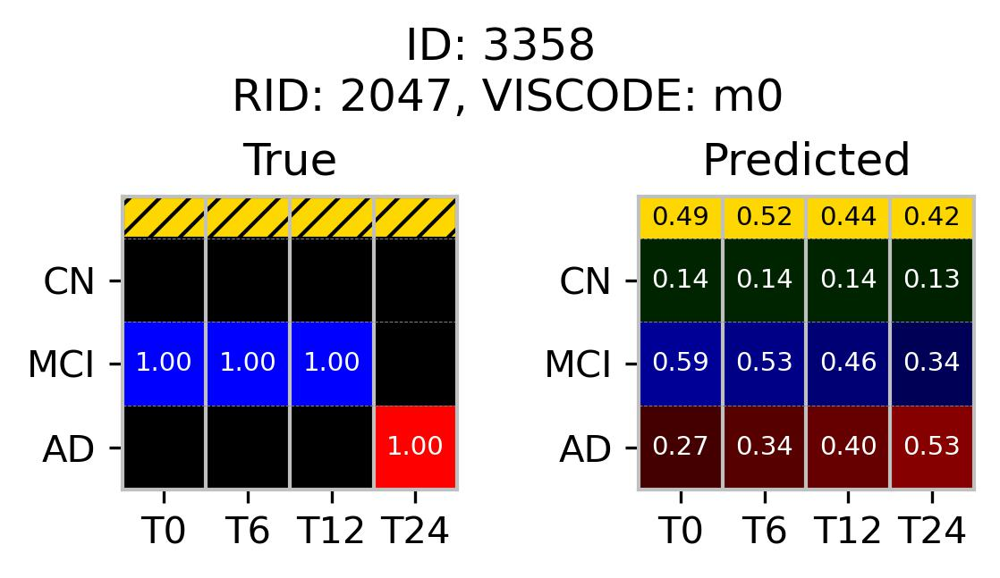 ID: 3358
RID: 2047, VISCODE: m0
True
Predicted
CN
MCI 1.00 1.00 1.00
AD 1.00
T0 T6 T12 T24
0.49 0.52 0.44 0.42
CN 0.14 0.14 0.14 0.13
MCI 0.59 0.53 0.46 0.34
AD 0.27 0.34 0.40 0.53
T0 T6 T12 T24